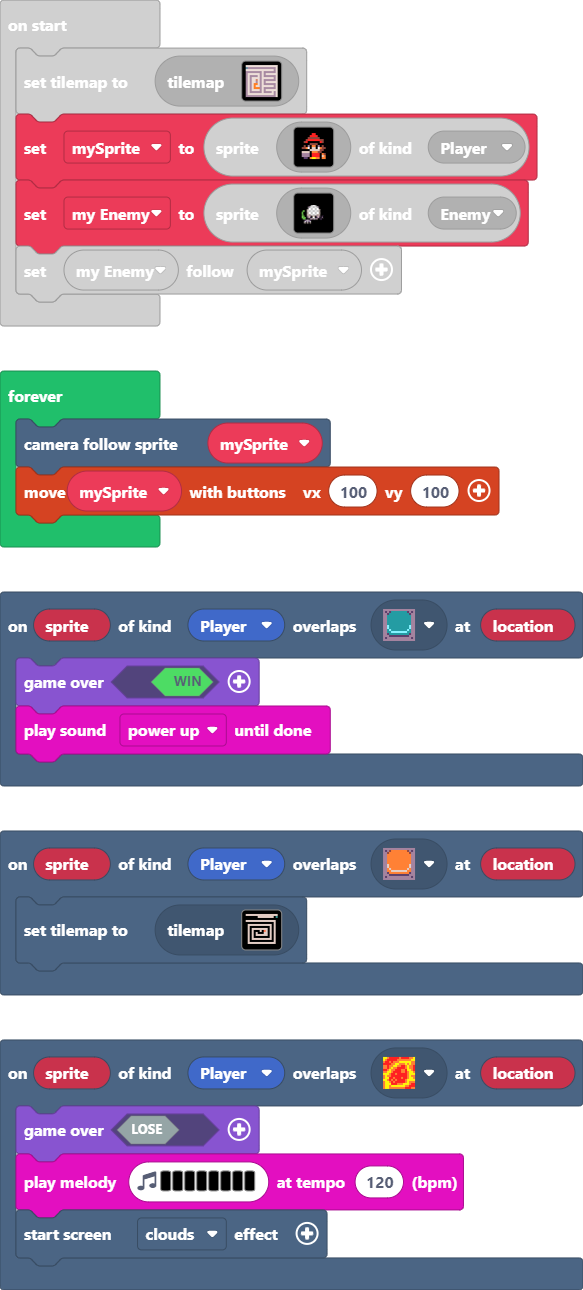 on start
set tilemap to tilemap
set mySprite to sprite of kind Player
set my Enemy to sprite of kind Enemy
set my Enemy follow mySprite
forever
camera follow sprite mySprite
move mySprite with buttons vx 100 vy 100
on sprite of kind Player overlaps at location
game over WIN
play sound power up until done
on sprite of kind Player overlaps at location
set tilemap to tilemap
on sprite of kind Player overlaps at location
game over LOSE
play melody at tempo 120 (bpm)
start screen clouds effect